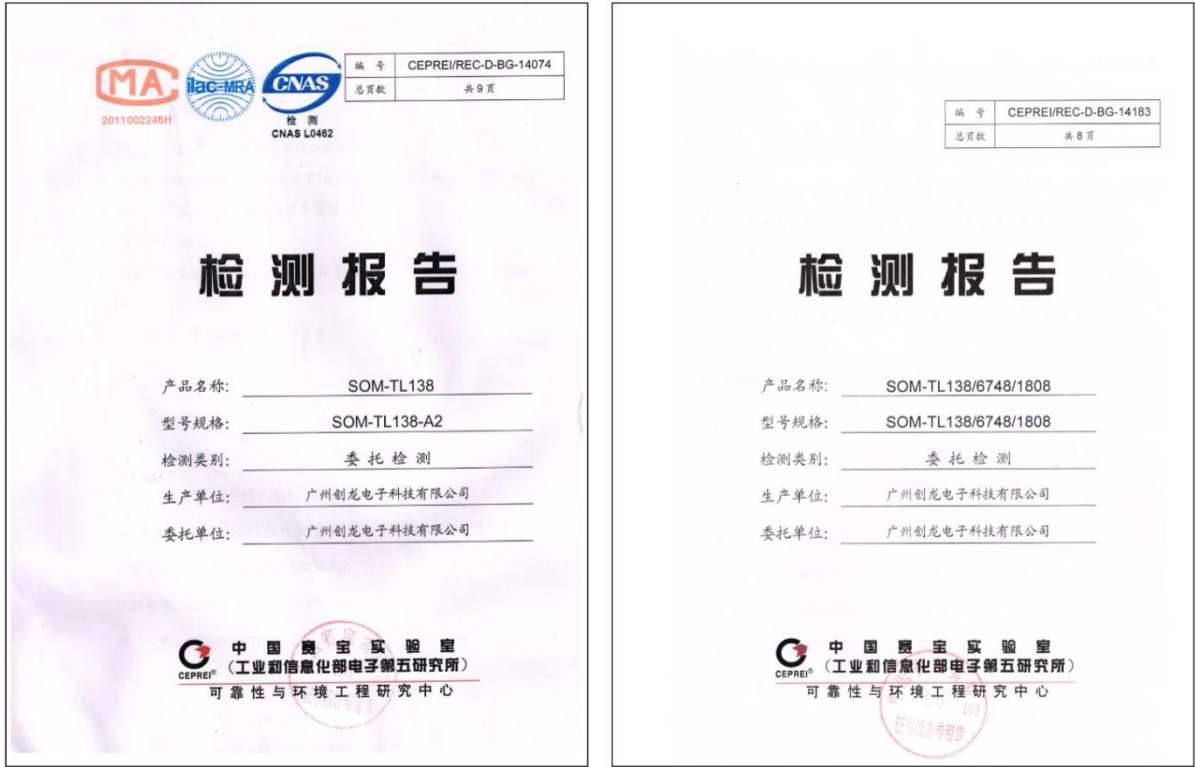 CMA
2011002246H
ilac-MRA
CNAS
检 测
CNAS L0462
编 号 CEPREI/REC-D-BG-14074
总页数 共 9 页
检测报告
产品名称: SOM-TL138
型号规格: SOM-TL138-A2
检测类别: 委 托 检 测
生产单位: 广州创龙电子科技有限公司
委托单位: 广州创龙电子科技有限公司
CEPREI®
中国赛宝实验室
(工业和信息化部电子第五研究所)
可靠性与环境工程研究中心
编 号 CEPREI/REC-D-BG-14183
总页数 共 8 页
检测报告
产品名称: SOM-TL138/6748/1808
型号规格: SOM-TL138/6748/1808
检测类别: 委 托 检 测
生产单位: 广州创龙电子科技有限公司
委托单位: 广州创龙电子科技有限公司
CEPREI®
中国赛宝实验室
(工业和信息化部电子第五研究所)
可靠性与环境工程研究中心